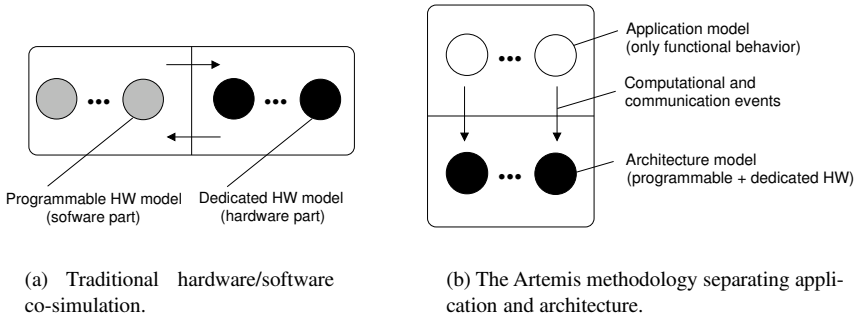 Programmable HW model
(sofware part)
Dedicated HW model
(hardware part)
(a) Traditional hardware/software
co-simulation.
Application model
(only functional behavior)
Computational and
communication events
Architecture model
(programmable + dedicated HW)
(b) The Artemis methodology separating appli-
cation and architecture.